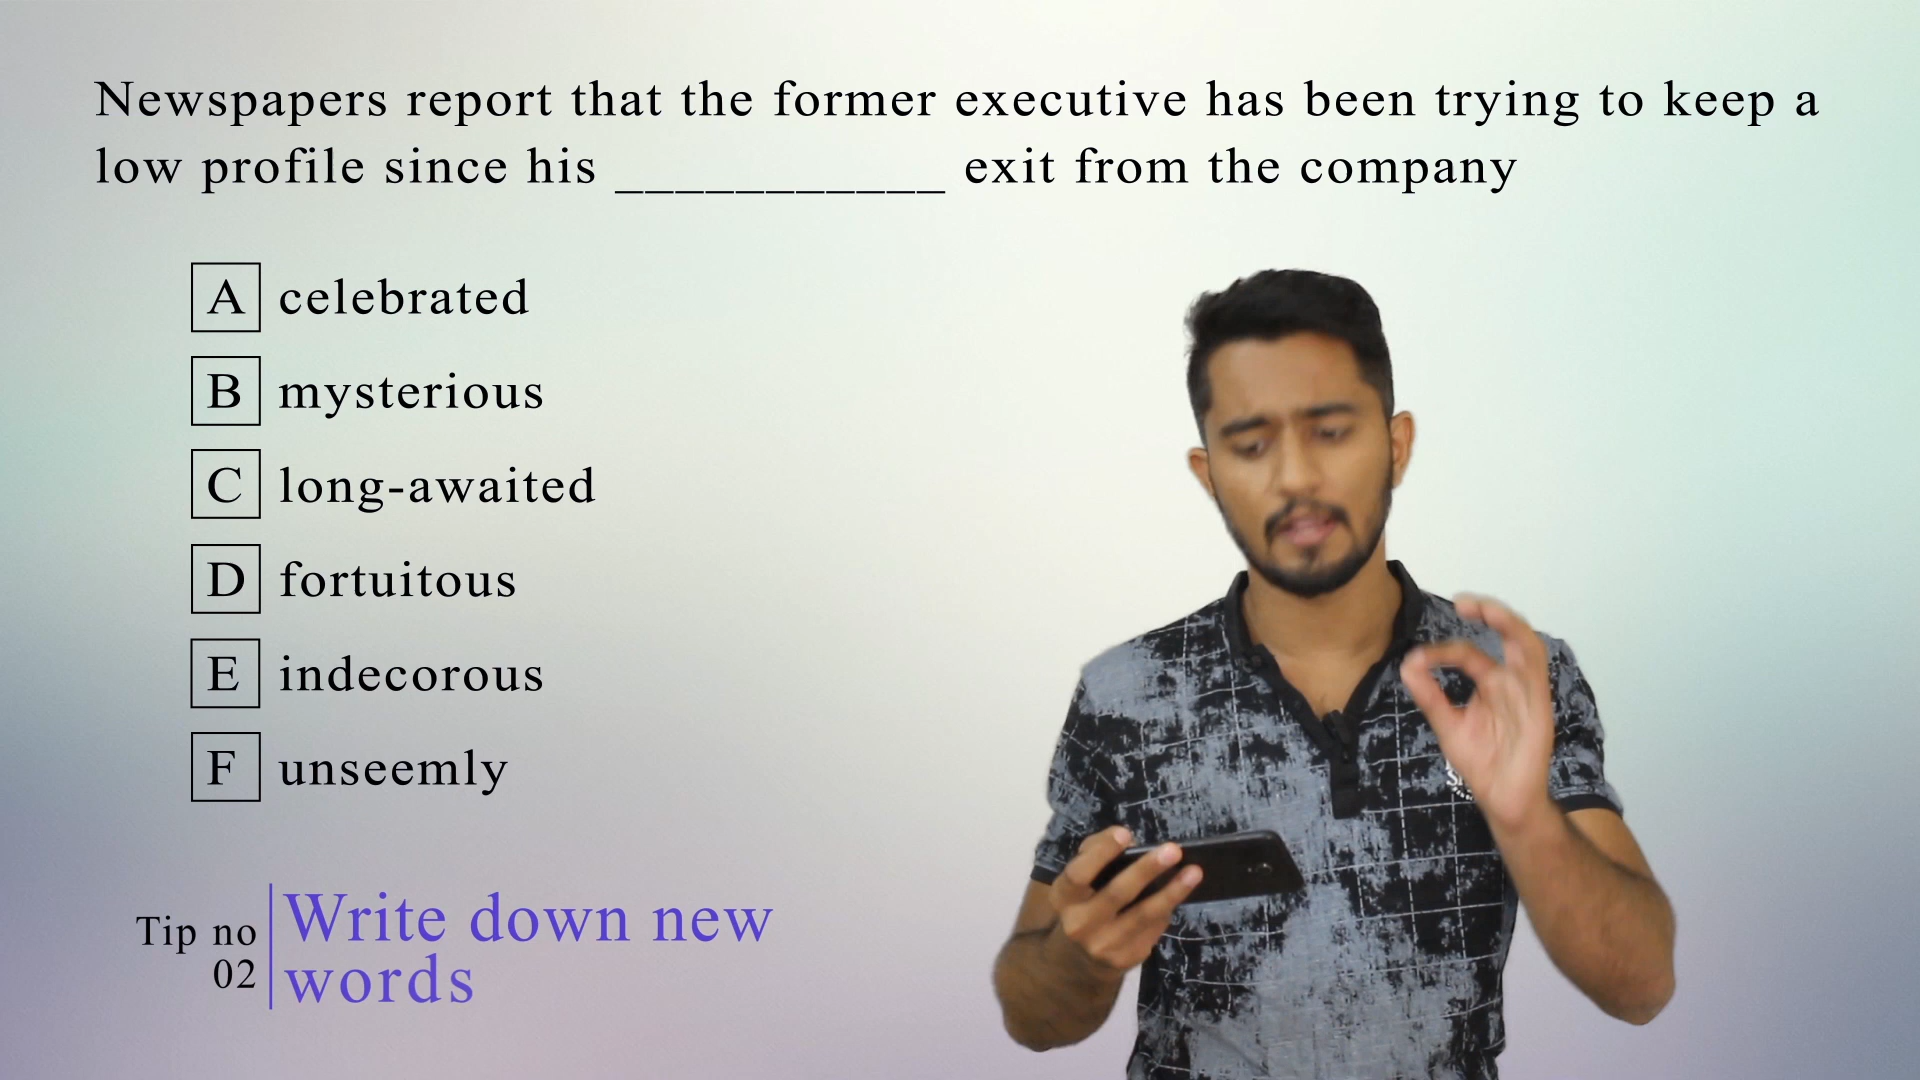 Newspapers report that the former executive has been trying to keep a
low profile since his ___________ exit from the company
A celebrated
B mysterious
C long-awaited
D fortuitous
E indecorous
F unseemly
Tip no
02
Write down new
words